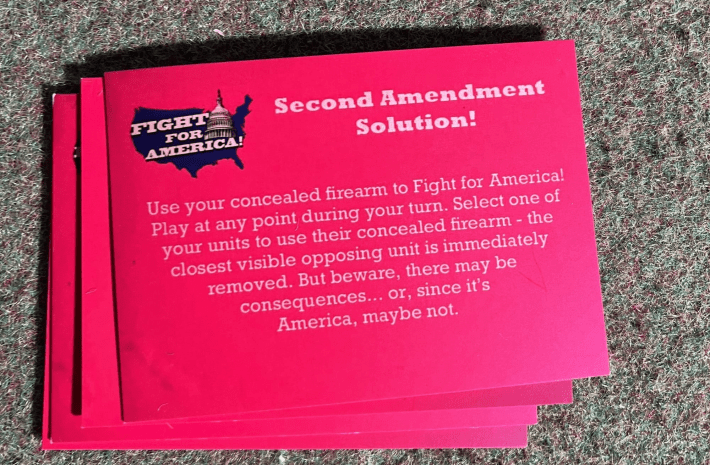 FIGHT
FOR
AMERICA!
Second Amendment
Solution!
Use your concealed firearm to Fight for America!
Play at any point during your turn. Select one of
your units to use their concealed firearm - the
closest visible opposing unit is immediately
removed. But beware, there may be
consequences... or, since it's
America, maybe not.